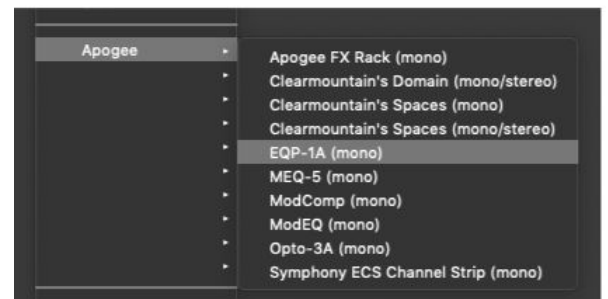 Apogee
Apogee FX Rack (mono)
Clearmountain's Domain (mono/stereo)
Clearmountain's Spaces (mono)
Clearmountain's Spaces (mono/stereo)
EQP-1A (mono)
MEQ-5 (mono)
ModComp (mono)
ModEQ (mono)
Opto-3A (mono)
Symphony ECS Channel Strip (mono)